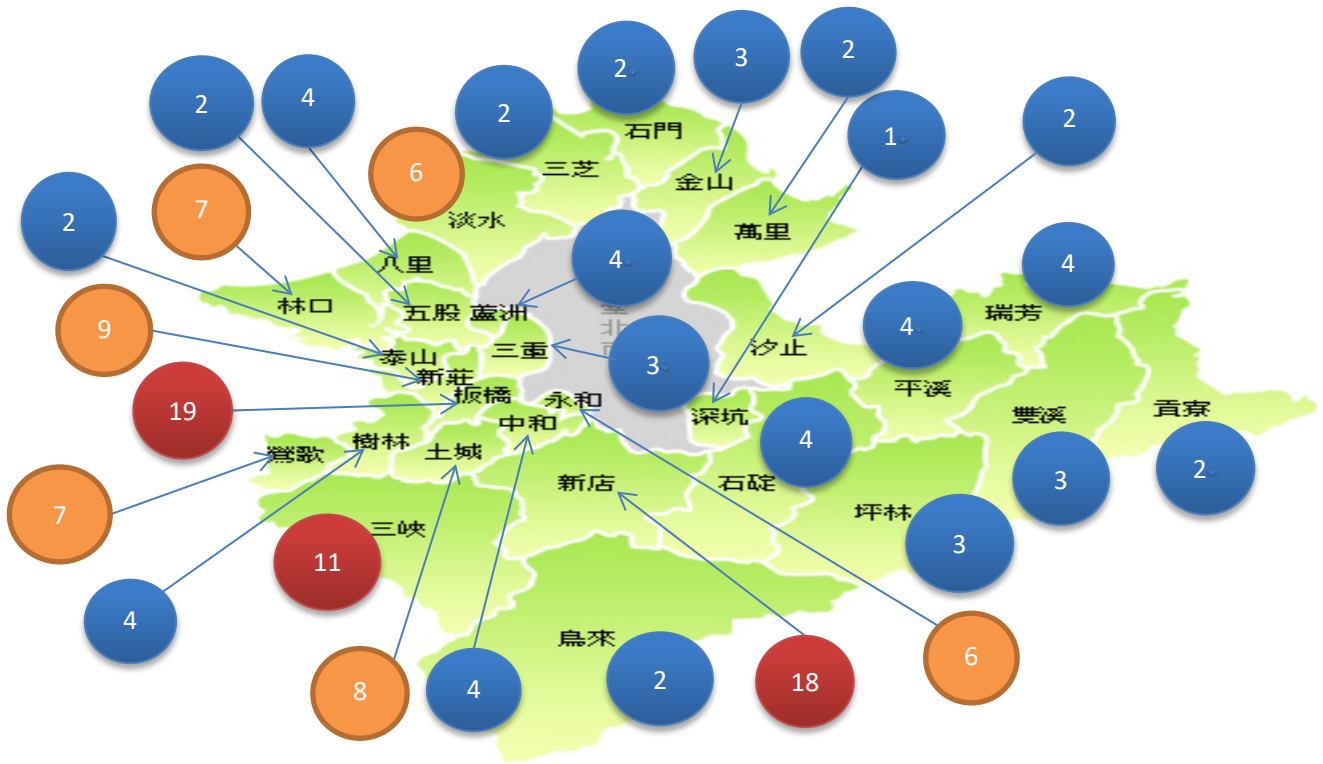 2
3
2
2
4
2
1.
2
石門
三芝
6
金山
7
淡水
萬里
2
4.
4
八里
林口
五股
蘆洲
瑞芳
9
4.
三重
汐止
泰山
3.
新莊
平溪
19
板橋
永和
深坑
雙溪
貢寮
中和
4
樹林
鶯歌
土城
2.
新店
石碇
3
7
坪林
三峽
3
11
4
烏來
6
8
4
2
18